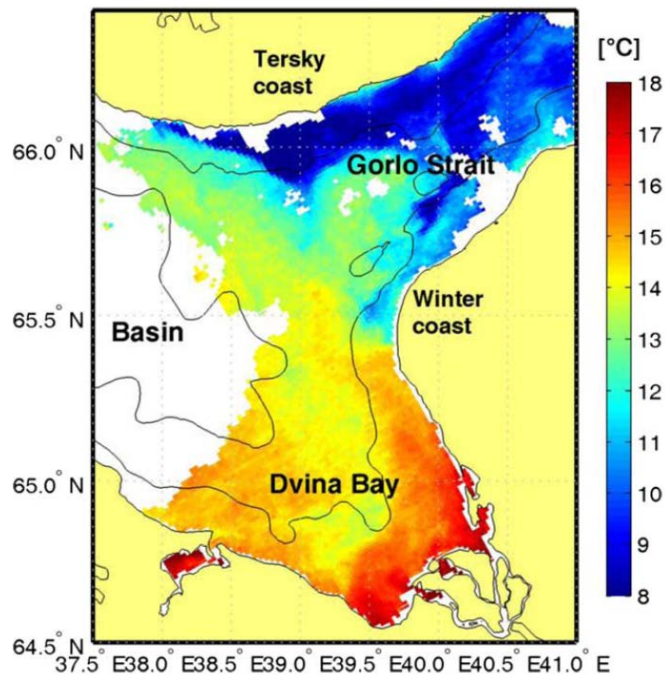 [°C]
Tersky
coast
18
17
16
15
14
13
12
11
10
9
8
66.0° N
Gorlo Strait
65.5° N
Basin
Winter
coast
65.0° N
Dvina Bay
64.5° N
37.5° E38.0° E38.5° E39.0° E39.5° E40.0° E40.5° E41.0° E